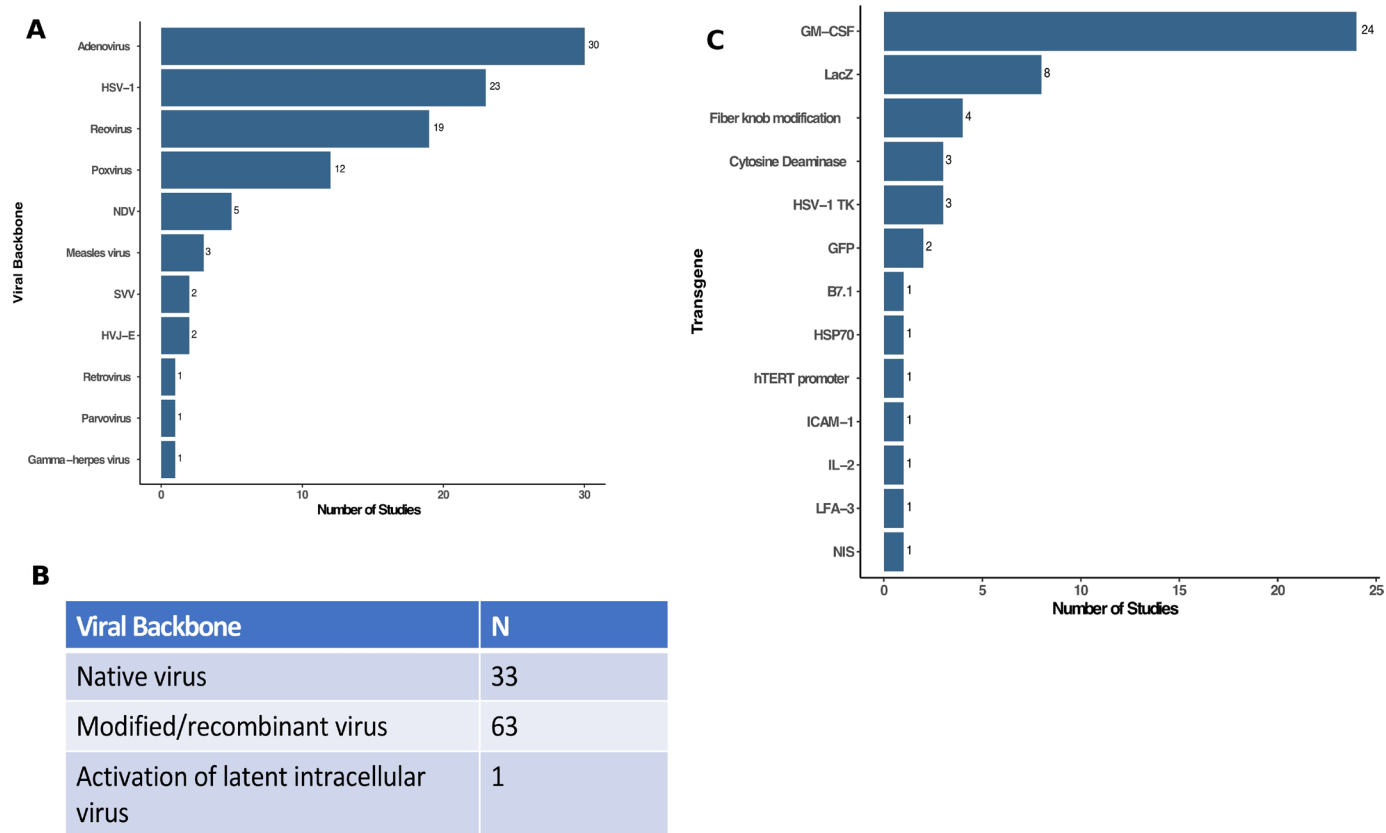 A
Viral Backbone
Adenovirus 30
HSV−1 23
Reovirus 19
Poxvirus 12
NDV 5
Measles virus 3
SVV 2
HVJ−E 2
Retrovirus 1
Parvovirus 1
Gamma−herpes virus 1
0 10 20 30
Number of Studies
B
Viral Backbone N
Native virus 33
Modified/recombinant virus 63
Activation of latent intracellular 1
virus
C
Transgene
GM−CSF 24
LacZ 8
Fiber knob modification 4
Cytosine Deaminase 3
HSV−1 TK 3
GFP 2
B7.1 1
HSP70 1
hTERT promoter 1
ICAM−1 1
IL−2 1
LFA−3 1
NIS 1
0 5 10 15 20 25
Number of Studies